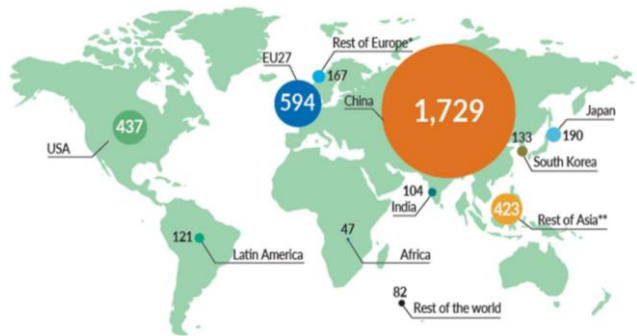 Rest of Europe*
167
EU27
594
China
1,729
437
USA
Japan
190
133
South Korea
104
India
423
Rest of Asia**
121
Latin America
47
Africa
82
Rest of the world